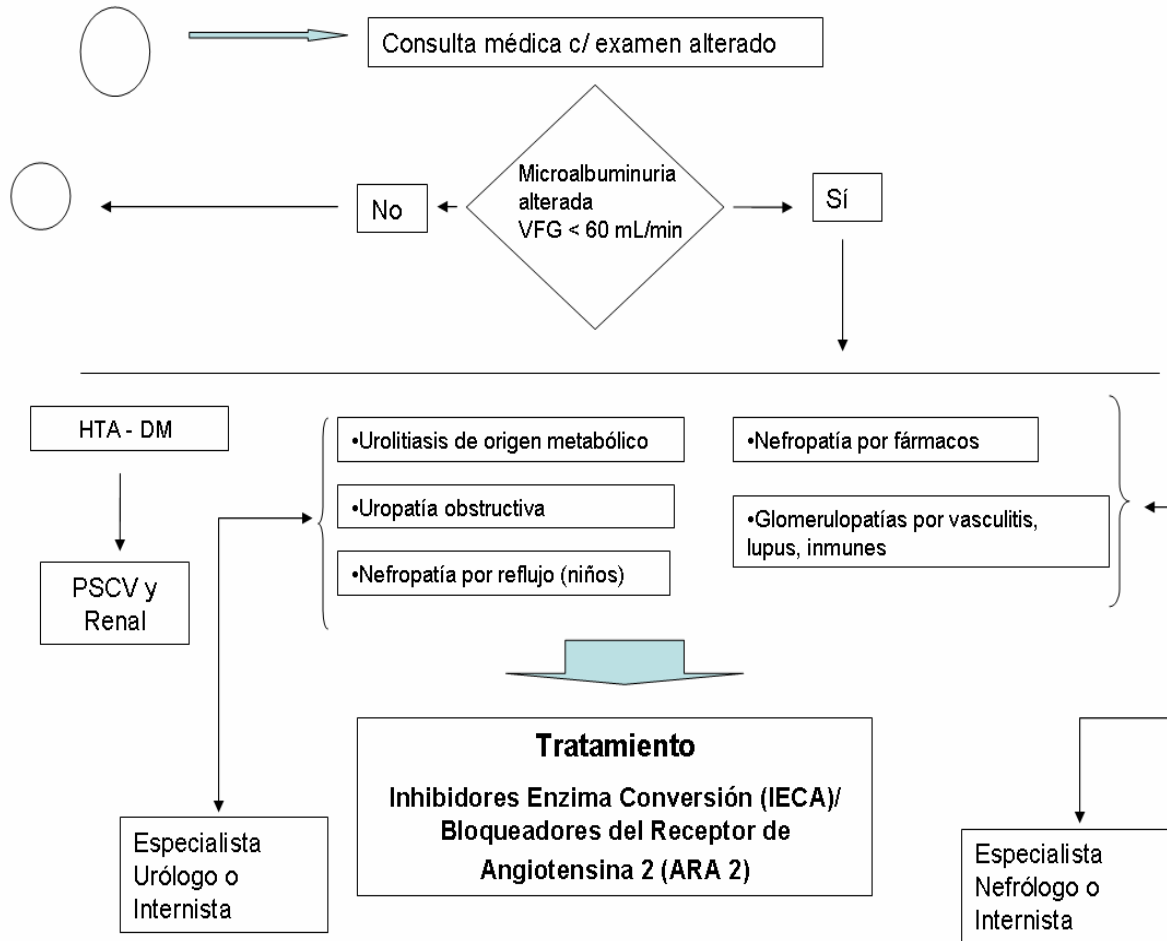 Consulta médica c/ examen alterado
Microalbuminuria
alterada
VFG < 60 mL/min
No
Sí
HTA - DM
PSCV y
Renal
•Urolitiasis de origen metabólico
•Uropatía obstructiva
•Nefropatía por reflujo (niños)
•Nefropatía por fármacos
•Glomerulopatías por vasculitis,
lupus, inmunes
Tratamiento
Inhibidores Enzima Conversión (IECA)/
Bloqueadores del Receptor de
Angiotensina 2 (ARA 2)
Especialista
Urólogo o
Internista
Especialista
Nefrólogo o
Internista